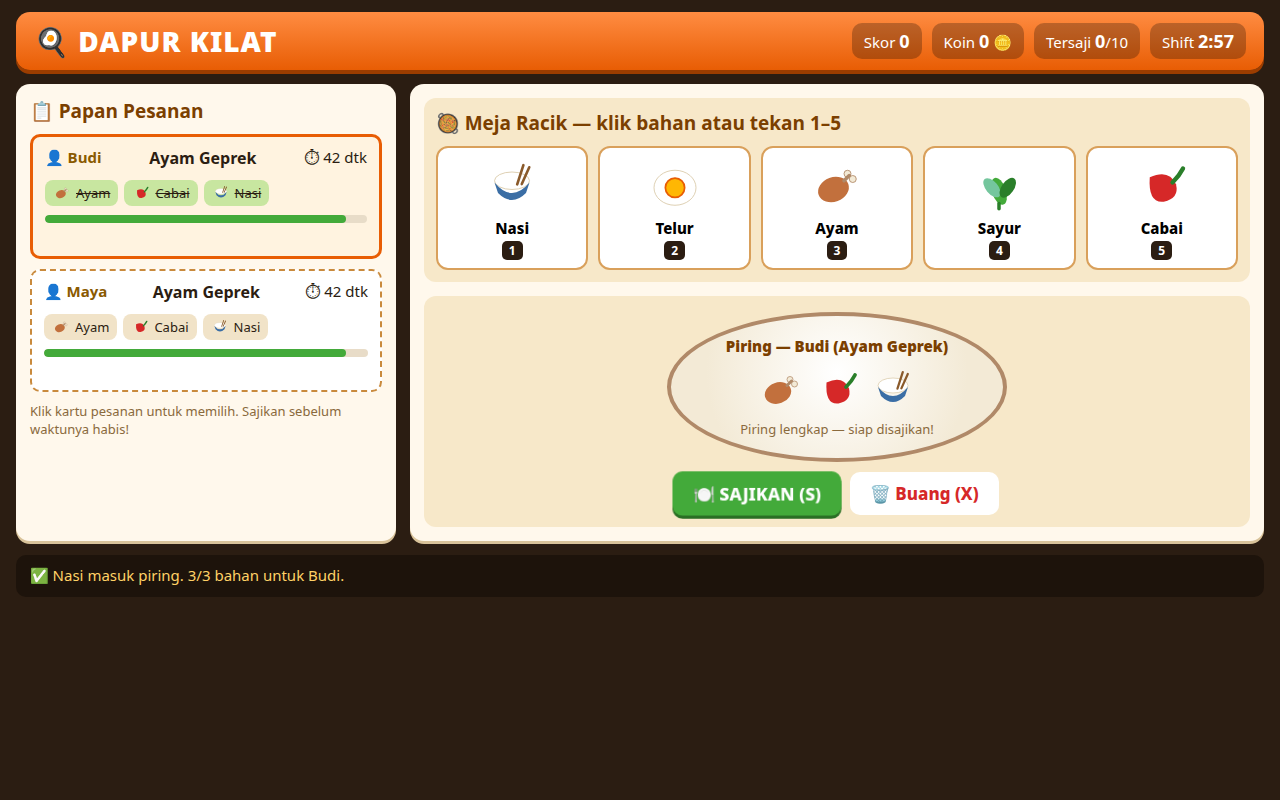 🍳 DAPUR KILAT
Skor 0
Koin 0 🪙
Tersaji 0/10
Shift 2:57
📋 Papan Pesanan
👤 Budi Ayam Geprek ⏱ 42 dtk
Ayam Cabai Nasi
👤 Maya Ayam Geprek ⏱ 42 dtk
Ayam Cabai Nasi
Klik kartu pesanan untuk memilih. Sajikan sebelum
waktunya habis!
🥘 Meja Racik — klik bahan atau tekan 1–5
Nasi
1
Telur
2
Ayam
3
Sayur
4
Cabai
5
Piring — Budi (Ayam Geprek)
Piring lengkap — siap disajikan!
🍽️ SAJIKAN (S)
🗑️ Buang (X)
✅ Nasi masuk piring. 3/3 bahan untuk Budi.